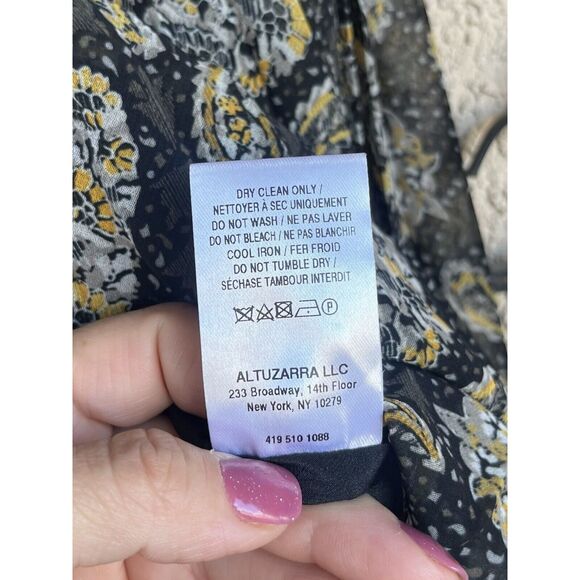 DRY CLEAN ONLY /
NETTOYER À SEC UNIQUEMENT
DO NOT WASH / NE PAS LAVER
DO NOT BLEACH / NE PAS BLANCHIR
COOL IRON / FER FROID
DO NOT TUMBLE DRY /
SÉCHASE TAMBOUR INTERDIT
P
ALTUZARRA LLC
233 Broadway, 14th Floor
New York, NY 10279
419 510 1088